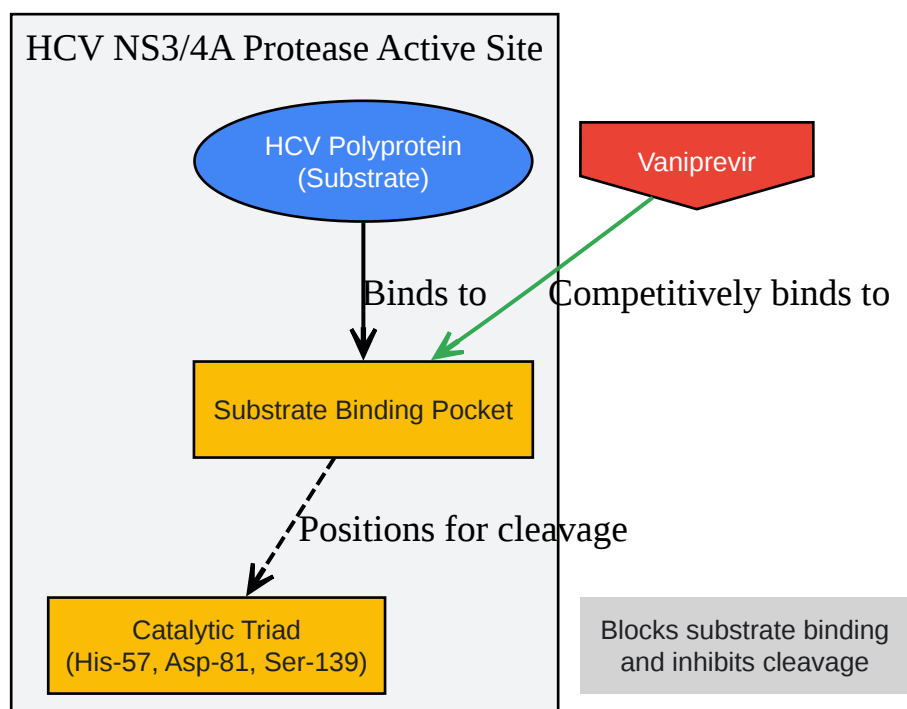 HCV NS3/4A Protease Active Site
HCV Polyprotein
(Substrate)
Vaniprevir
Binds to
Competitively binds to
Substrate Binding Pocket
Positions for cleavage
Catalytic Triad
(His-57, Asp-81, Ser-139)
Blocks substrate binding
and inhibits cleavage